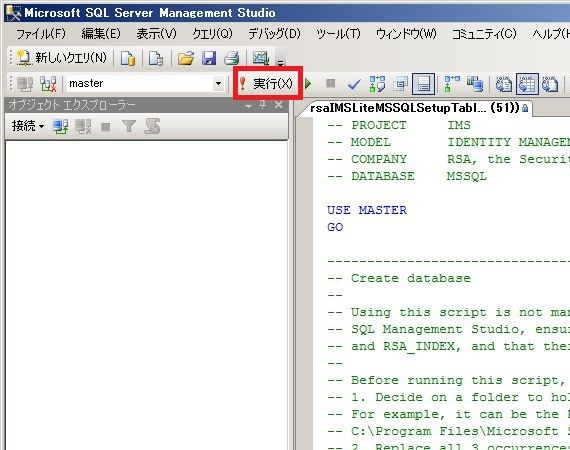 Microsoft SQL Server Management Studio
ファイル(F) 編集(E) 表示(V) クエリ(Q) デバッグ(D) ツール(T) ウィンドウ(W) コミュニティ(C) ヘルプ(H
新しいクエリ(N)
master 実行(X)
オブジェクト エクスプローラー
接続
rsaIMSLiteMSSQLSetupTabl... (51))
-- PROJECT IMS
-- MODEL IDENTITY MANAGE
-- COMPANY RSA, the Securit
-- DATABASE MSSQL
USE MASTER
GO
-- Create database
--
-- Using this script is not mar
-- SQL Management Studio, ensur
-- and RSA_INDEX, and that ther
--
-- Before running this script,
-- 1. Decide on a folder to hol
-- For example, it can be the
-- C:\Program Files\Microsoft S
-- 2. Replace all 3 occurrences